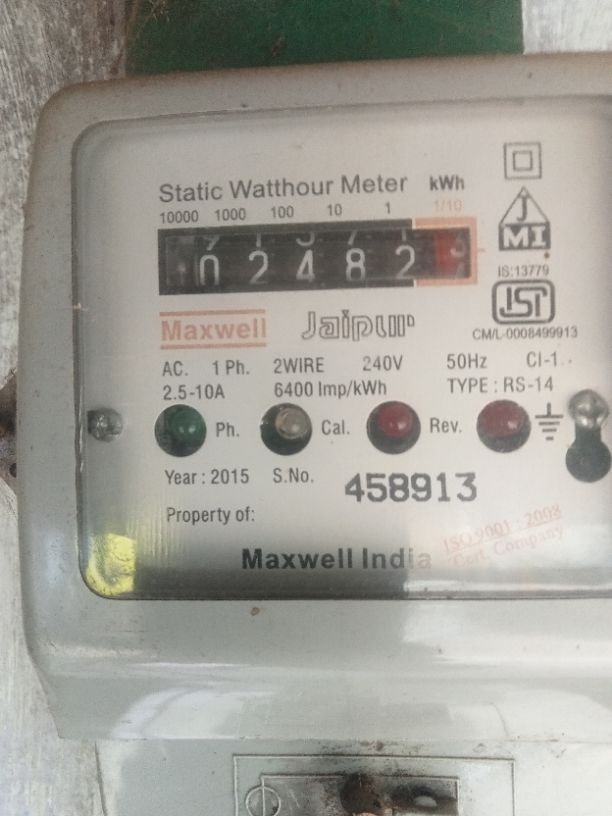 Static Watthour Meter kWh
10000 1000 100 10 1 1/10
0 2 4 8 2
J
MI
IS:13779
ISI
CM/L-0008499913
Maxwell Jaipur
AC. 1 Ph. 2WIRE 240V 50Hz Cl-1
2.5-10A 6400 Imp/kWh TYPE : RS-14
Ph. Cal. Rev.
Year : 2015 S.No. 458913
Property of:
Maxwell India
ISO 9001 : 2008
Cert. Company